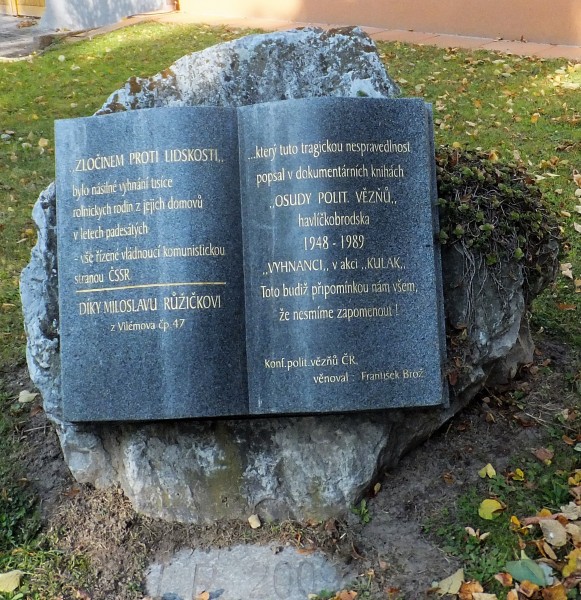 ZLOČINEM PROTI LIDSKOSTI,,
bylo násilné vyhnání tisíce
rolnických rodin z jejich domovů
v letech padesátých
- vše řízené vládnoucí komunistickou
stranou ČSSR.
DÍKY MILOSLAVU RŮŽIČKOVI
z Vilémova čp. 47
...který tuto tragickou nespravedlnost
popsal v dokumentárních knihách
,,OSUDY POLIT. VĚZŇŮ,,
havlíčkobrodska
1948 - 1989
,,VYHNANCI,, v akci ,,KULAK,,
Toto budiž připomínkou nám všem,
že nesmíme zapomenout !
Konf.polit.vězňů ČR,
věnoval - František Brož.